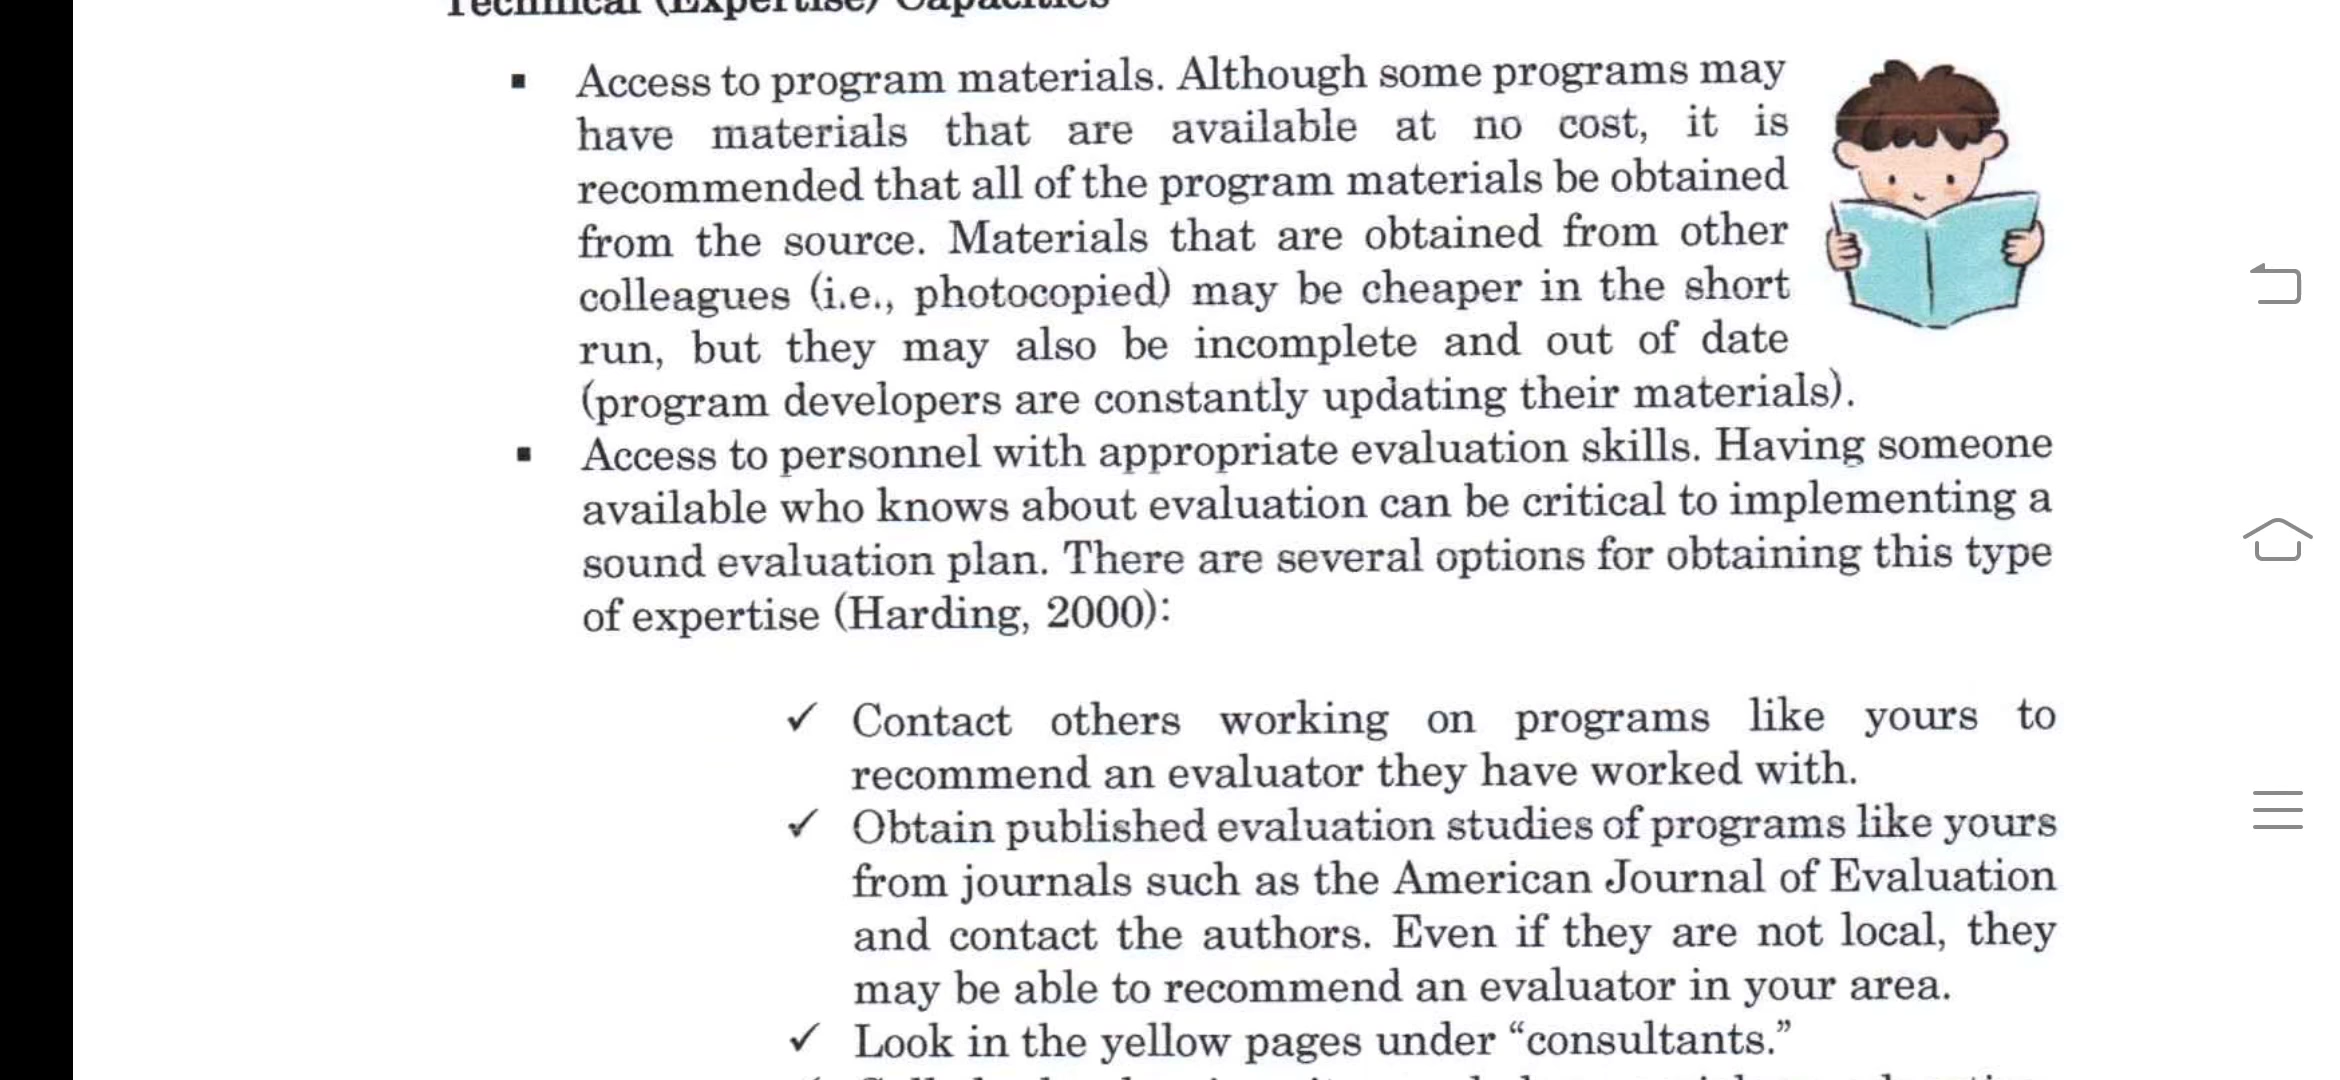 Technical (Expertise) Capacities
▪ Access to program materials. Although some programs may
have materials that are available at no cost, it is
recommended that all of the program materials be obtained
from the source. Materials that are obtained from other
colleagues (i.e., photocopied) may be cheaper in the short
run, but they may also be incomplete and out of date
(program developers are constantly updating their materials).
▪ Access to personnel with appropriate evaluation skills. Having someone
available who knows about evaluation can be critical to implementing a
sound evaluation plan. There are several options for obtaining this type
of expertise (Harding, 2000):
✓ Contact others working on programs like yours to
recommend an evaluator they have worked with.
✓ Obtain published evaluation studies of programs like yours
from journals such as the American Journal of Evaluation
and contact the authors. Even if they are not local, they
may be able to recommend an evaluator in your area.
✓ Look in the yellow pages under “consultants.”